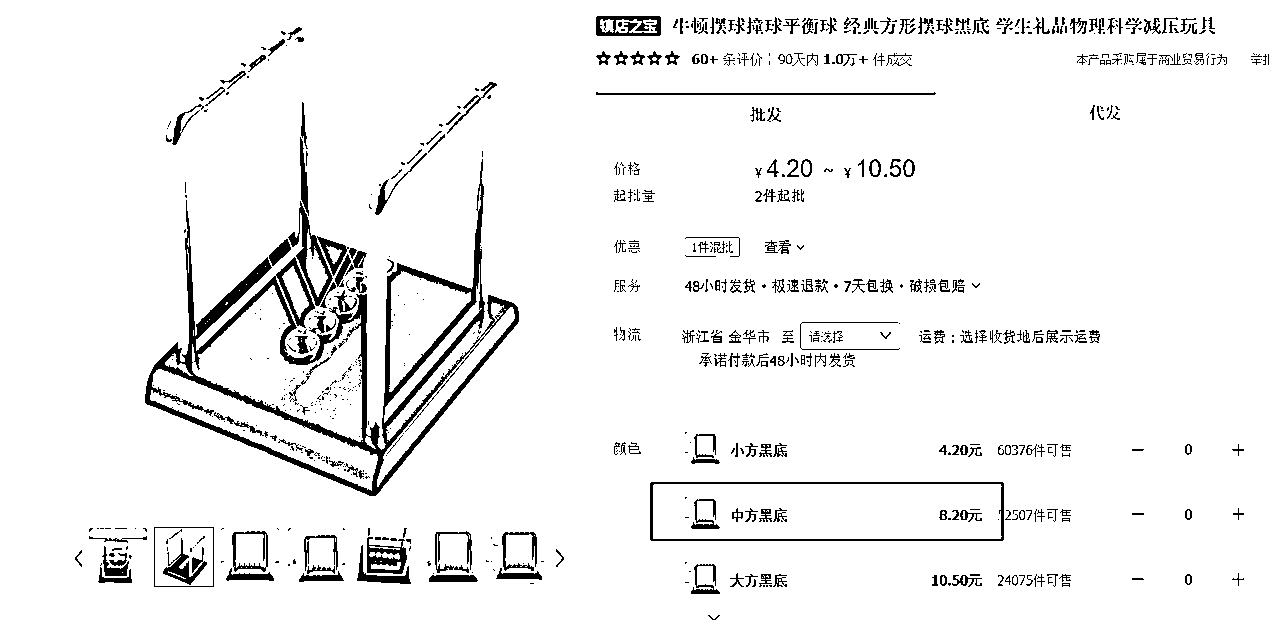 镇店之宝 牛顿摆球撞球平衡球 经典方形摆球黑底 学生礼品物理科学减压玩具
60+ 条评价 90天内 1.0万+ 件成交 本产品采购属于商业贸易行为 举报
批发 代发
价格 ¥4.20 ~ ¥10.50
起批量 2件起批
优惠 1件混批 查看
服务 48小时发货·极速退款·7天包换·破损包赔
物流 浙江省 金华市 至 请选择 运费：选择收货地后展示运费
承诺付款后48小时内发货
颜色 小方黑底 4.20元 60376件可售 − 0 +
中方黑底 8.20元 2507件可售 − 0 +
大方黑底 10.50元 24075件可售 − 0 +